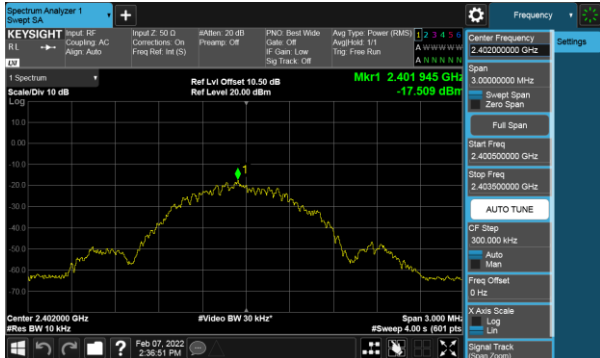 Spectrum Analyzer 1
Swept SA
Frequency
KEYSIGHT
Input: RF
Coupling: AC
Align: Auto
Input Z: 50 Ω
Corrections: On
Freq Ref: Int (S)
#Atten: 20 dB
Preamp: Off
PNO: Best Wide
Gate: Off
IF Gain: Low
Sig Track: Off
Avg Type: Power (RMS)
Avg|Hold: 1/1
Trig: Free Run
1 2 3 4 5 6
A W W W W W
A N N N N N
RL
LW
1 Spectrum
Scale/Div 10 dB
Log
Ref Lvl Offset 10.50 dB
Ref Level 20.00 dBm
Mkr1 2.401 945 GHz
-17.509 dBm
10.0
0.00
-10.0
-20.0
-30.0
-40.0
-50.0
-60.0
-70.0
1
Center 2.402000 GHz
#Res BW 10 kHz
#Video BW 30 kHz*
Span 3.000 MHz
#Sweep 4.00 s (601 pts)
Feb 07, 2022
2:36:51 PM
Center Frequency
2.402000000 GHz
Settings
Span
3.00000000 MHz
Swept Span
Zero Span
Full Span
Start Freq
2.400500000 GHz
Stop Freq
2.403500000 GHz
AUTO TUNE
CF Step
300.000 kHz
Auto
Man
Freq Offset
0 Hz
X Axis Scale
Log
Lin
Signal Track
(Span Zoom)